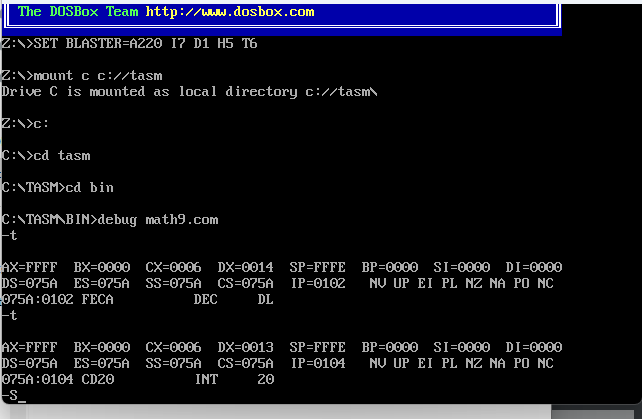 The DOSBox Team http://www.dosbox.com
Z:\>SET BLASTER=A220 I7 D1 H5 T6
Z:\>mount c c://tasm
Drive C is mounted as local directory c://tasm\
Z:\>c:
C:\>cd tasm
C:\TASM>cd bin
C:\TASM\BIN>debug math9.com
-t
AX=FFFF  BX=0000  CX=0006  DX=0014  SP=FFFE  BP=0000  SI=0000  DI=0000
DS=075A  ES=075A  SS=075A  CS=075A  IP=0102   NV UP EI PL NZ NA PO NC
075A:0102 FECA          DEC     DL
-t
AX=FFFF  BX=0000  CX=0006  DX=0013  SP=FFFE  BP=0000  SI=0000  DI=0000
DS=075A  ES=075A  SS=075A  CS=075A  IP=0104   NV UP EI PL NZ NA PO NC
075A:0104 CD20          INT     20
-S_